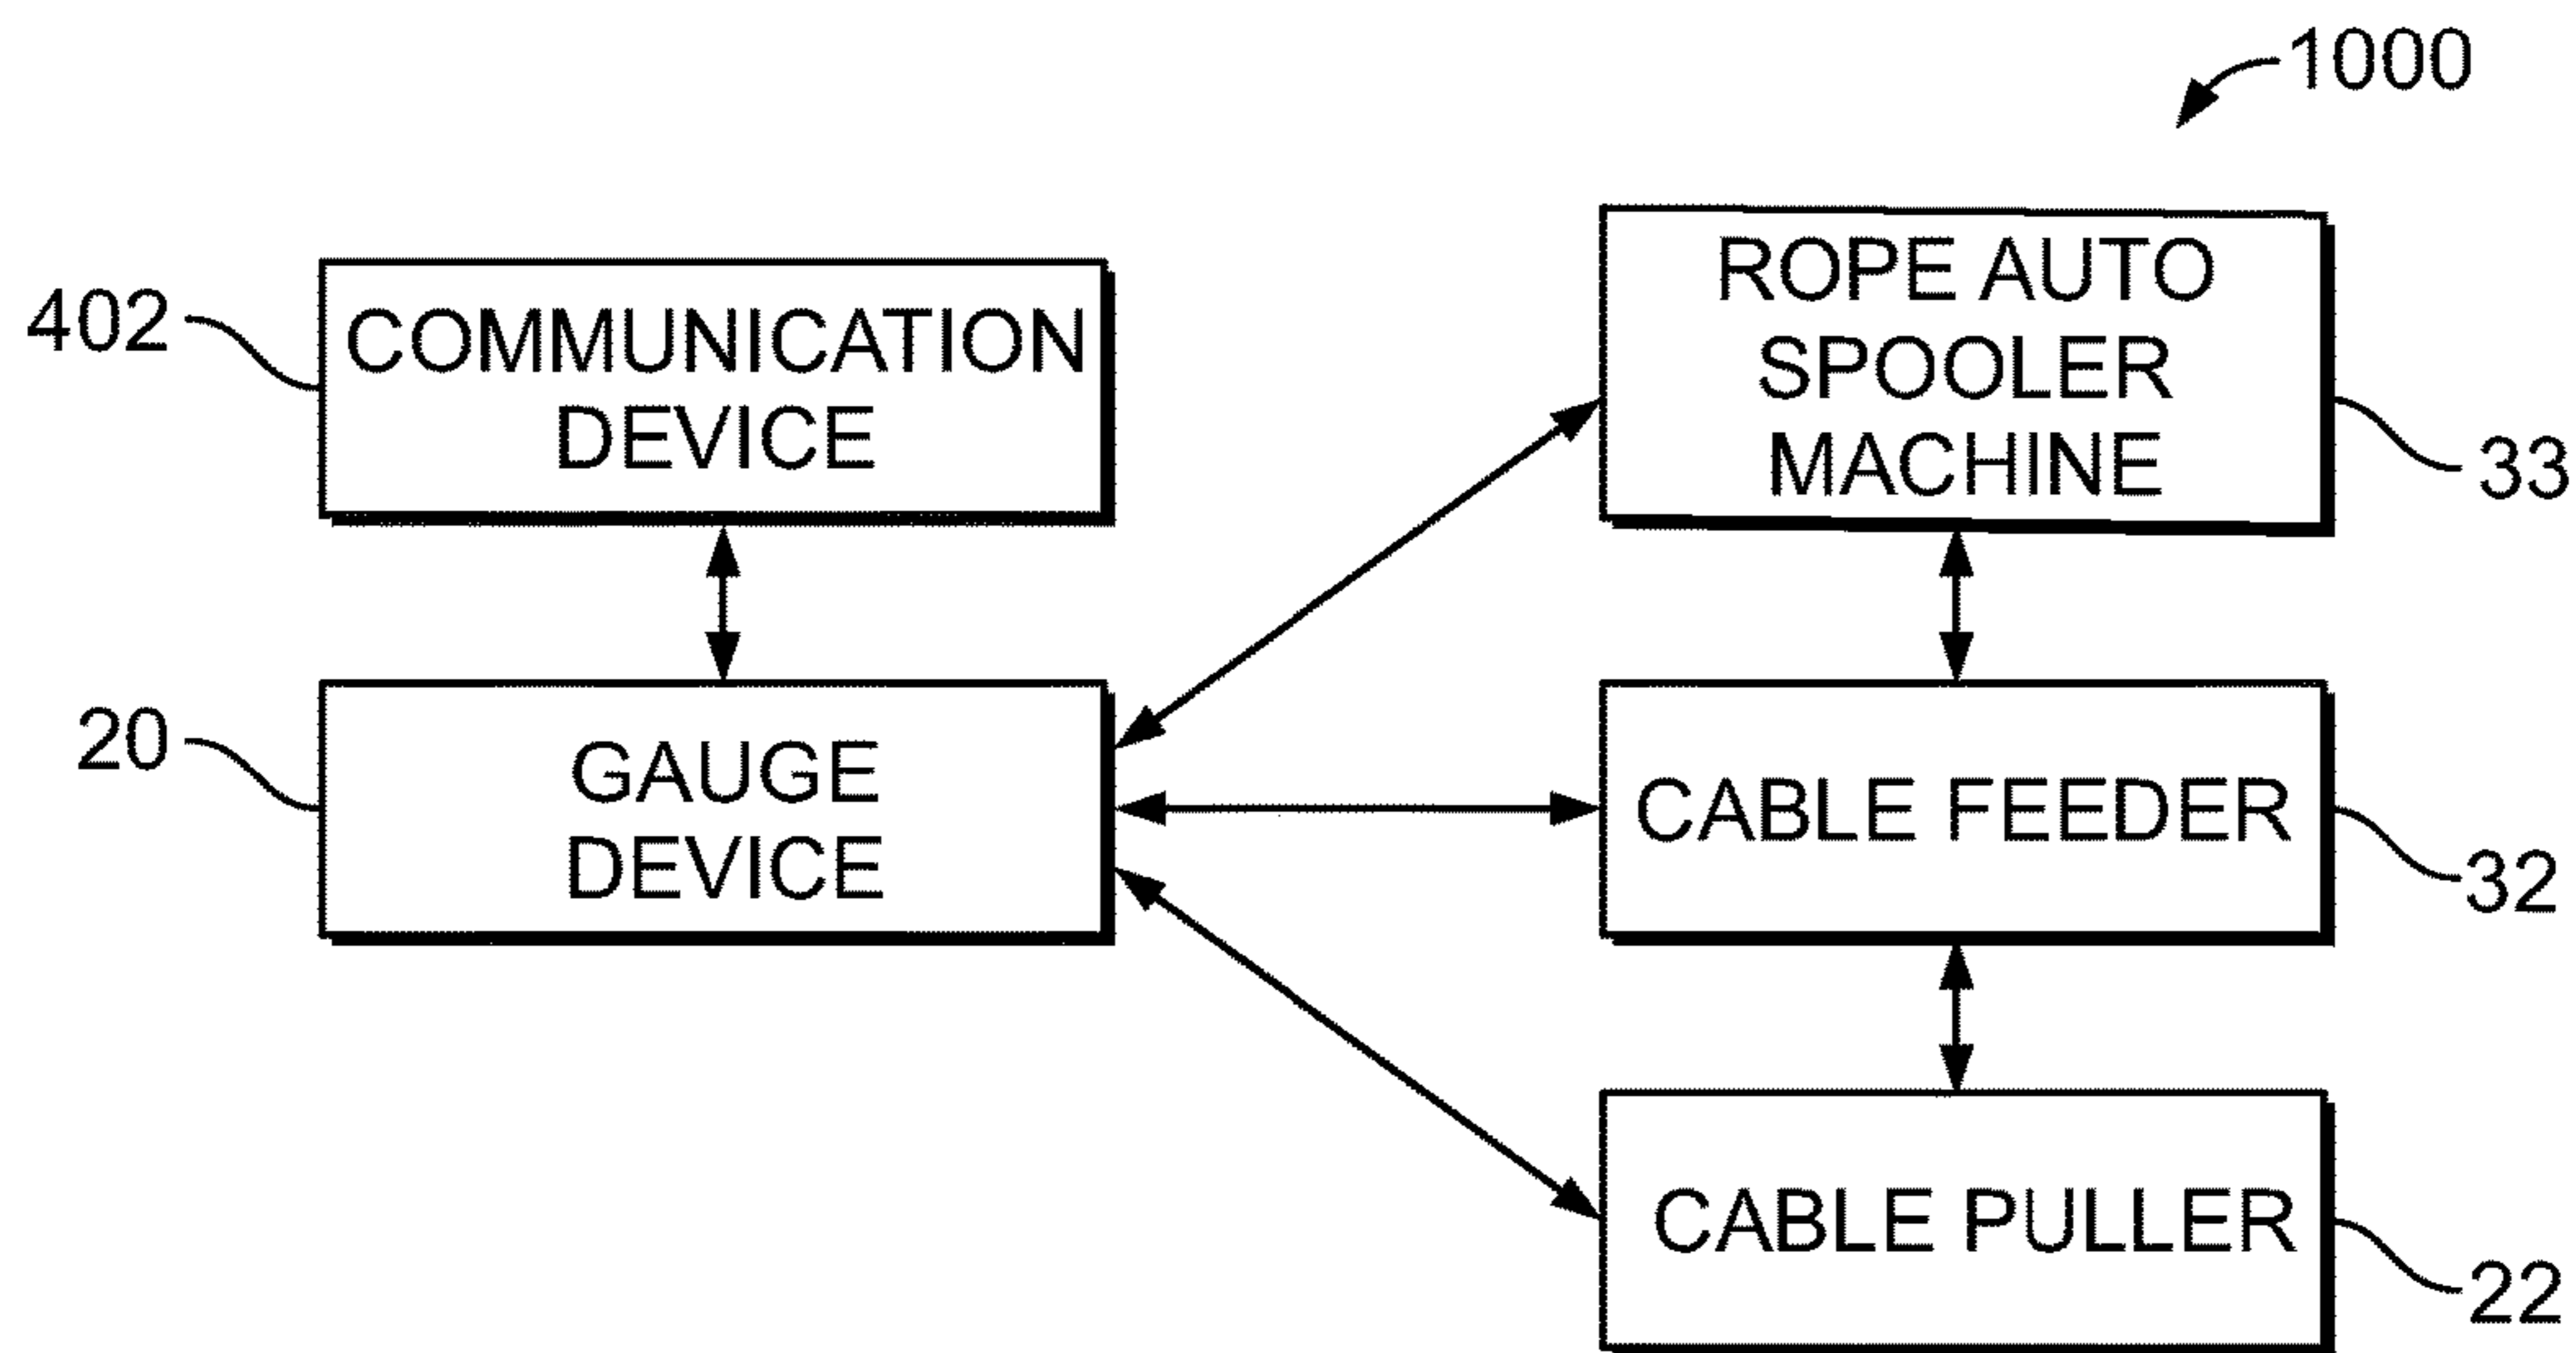 1000
402
COMMUNICATION
DEVICE
ROPE AUTO
SPOOLER
MACHINE
33
20
GAUGE
DEVICE
CABLE FEEDER
32
CABLE PULLER
22